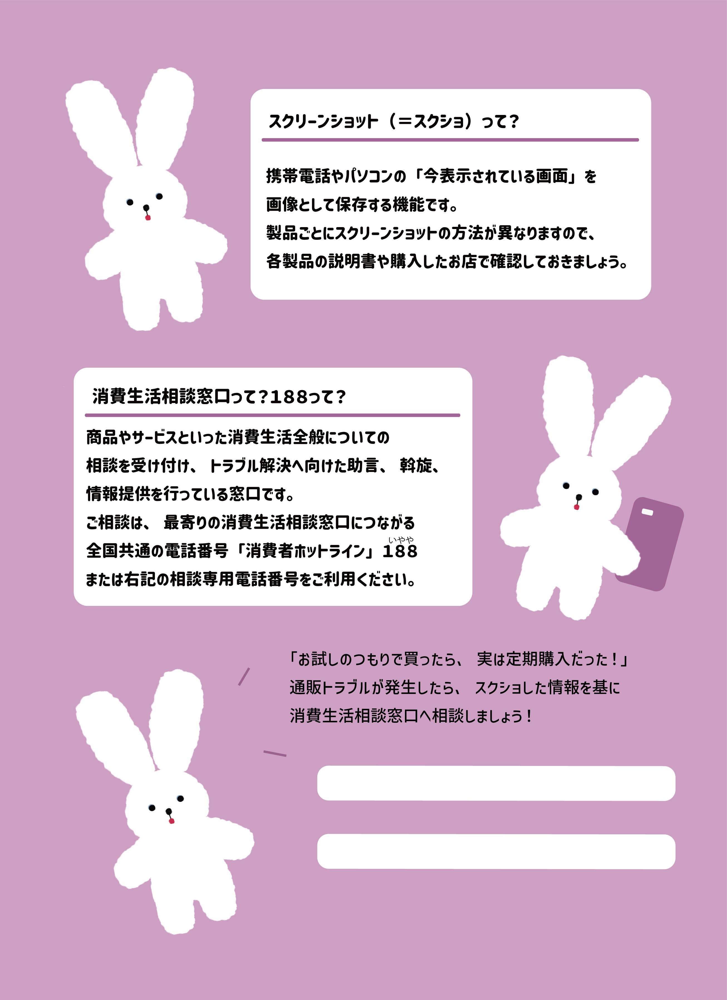 スクリーンショット（＝スクショ）って？
携帯電話やパソコンの「今表示されている画面」を
画像として保存する機能です。
製品ごとにスクリーンショットの方法が異なりますので、
各製品の説明書や購入したお店で確認しておきましょう。
消費生活相談窓口って？188って？
商品やサービスといった消費生活全般についての
相談を受け付け、トラブル解決へ向けた助言、斡旋、
情報提供を行っている窓口です。
ご相談は、最寄りの消費生活相談窓口につながる
いやや
全国共通の電話番号「消費者ホットライン」188
または右記の相談専用電話番号をご利用ください。
「お試しのつもりで買ったら、実は定期購入だった！」
通販トラブルが発生したら、スクショした情報を基に
消費生活相談窓口へ相談しましょう！